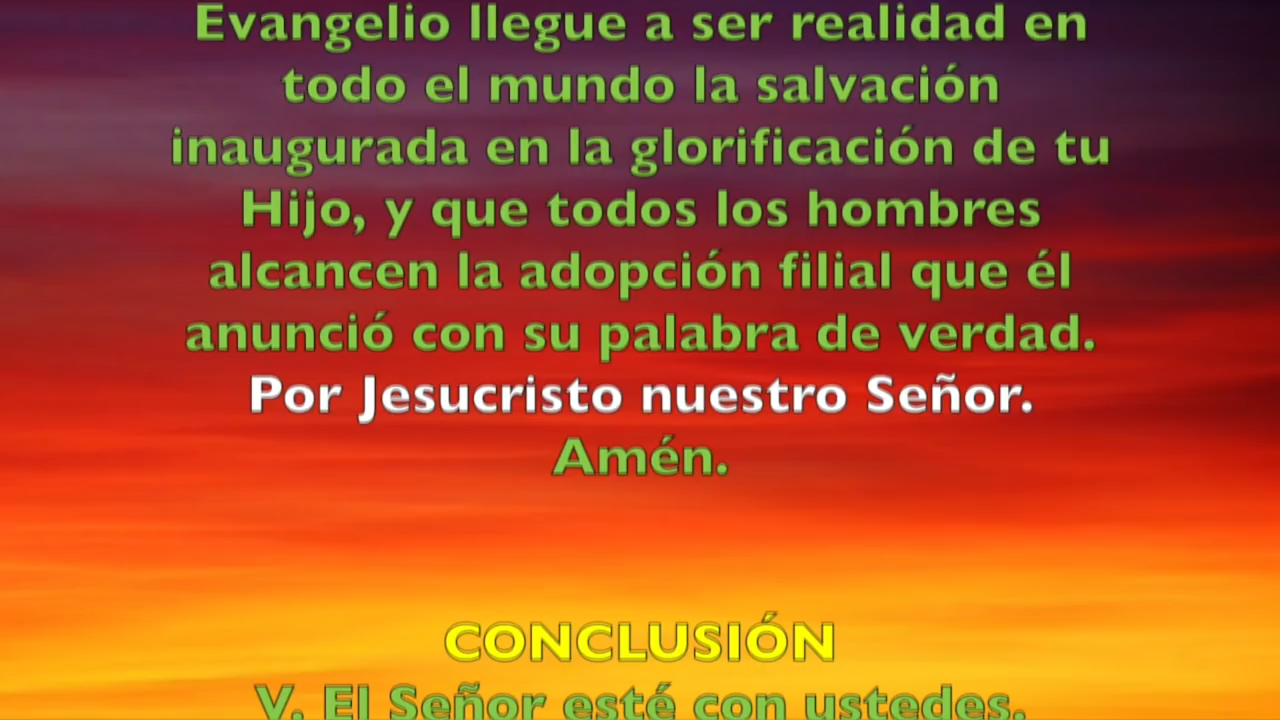 Evangelio llegue a ser realidad en
todo el mundo la salvación
inaugurada en la glorificación de tu
Hijo, y que todos los hombres
alcancen la adopción filial que él
anunció con su palabra de verdad.
Por Jesucristo nuestro Señor.
Amén.
CONCLUSIÓN
V. El Señor esté con ustedes.